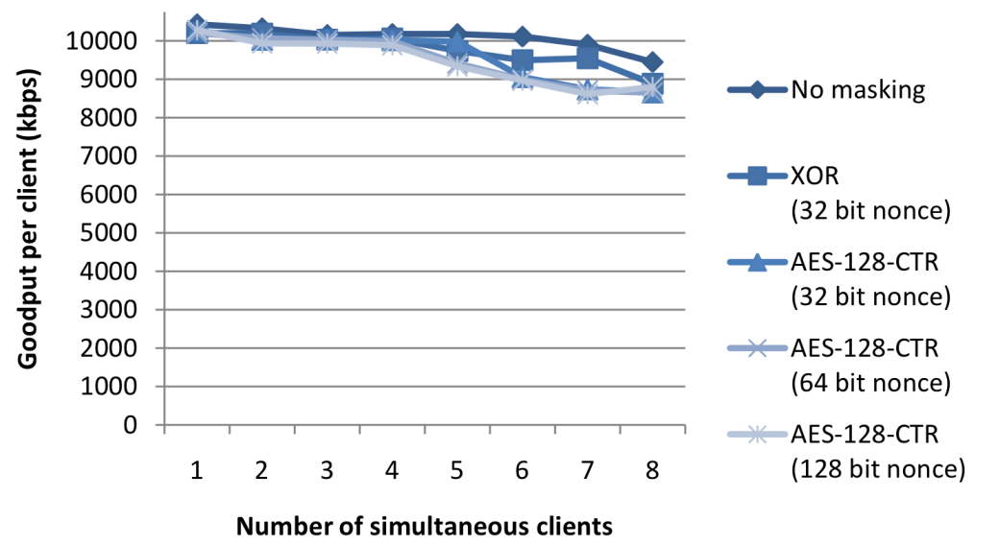 Goodput per client (kbps)
10000
9000
8000
7000
6000
5000
4000
3000
2000
1000
0
1 2 3 4 5 6 7 8
Number of simultaneous clients
No masking
XOR
(32 bit nonce)
AES-128-CTR
(32 bit nonce)
AES-128-CTR
(64 bit nonce)
AES-128-CTR
(128 bit nonce)